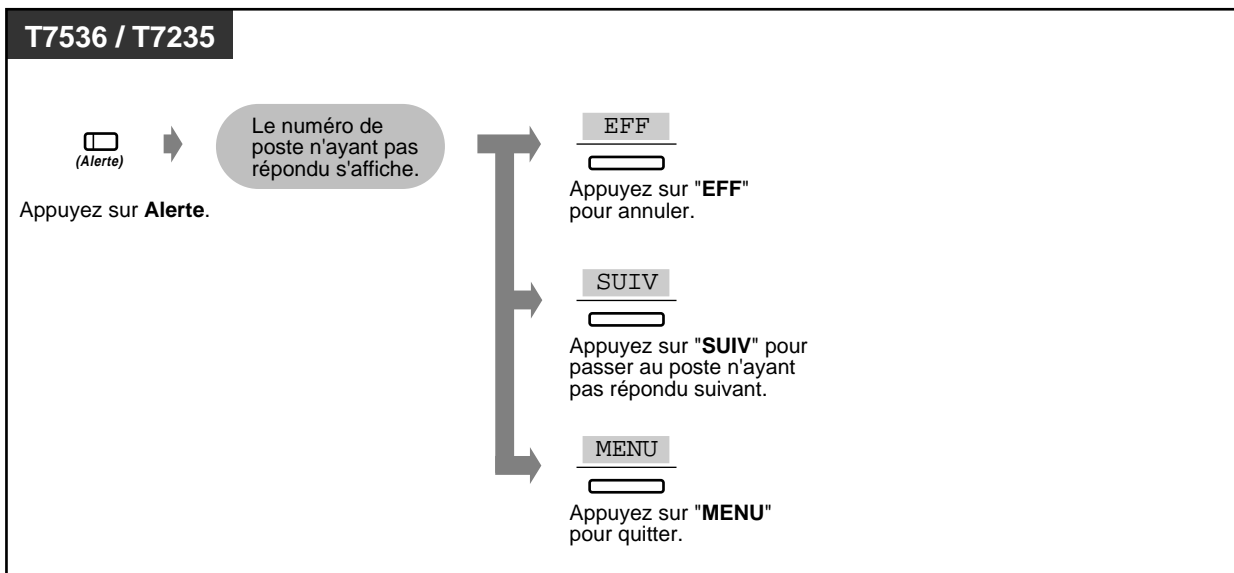 T7536 / T7235
(Alerte)
Appuyez sur Alerte.
Le numéro de
poste n'ayant pas
répondu s'affiche.
EFF
Appuyez sur "EFF"
pour annuler.
SUIV
Appuyez sur "SUIV" pour
passer au poste n'ayant
pas répondu suivant.
MENU
Appuyez sur "MENU"
pour quitter.